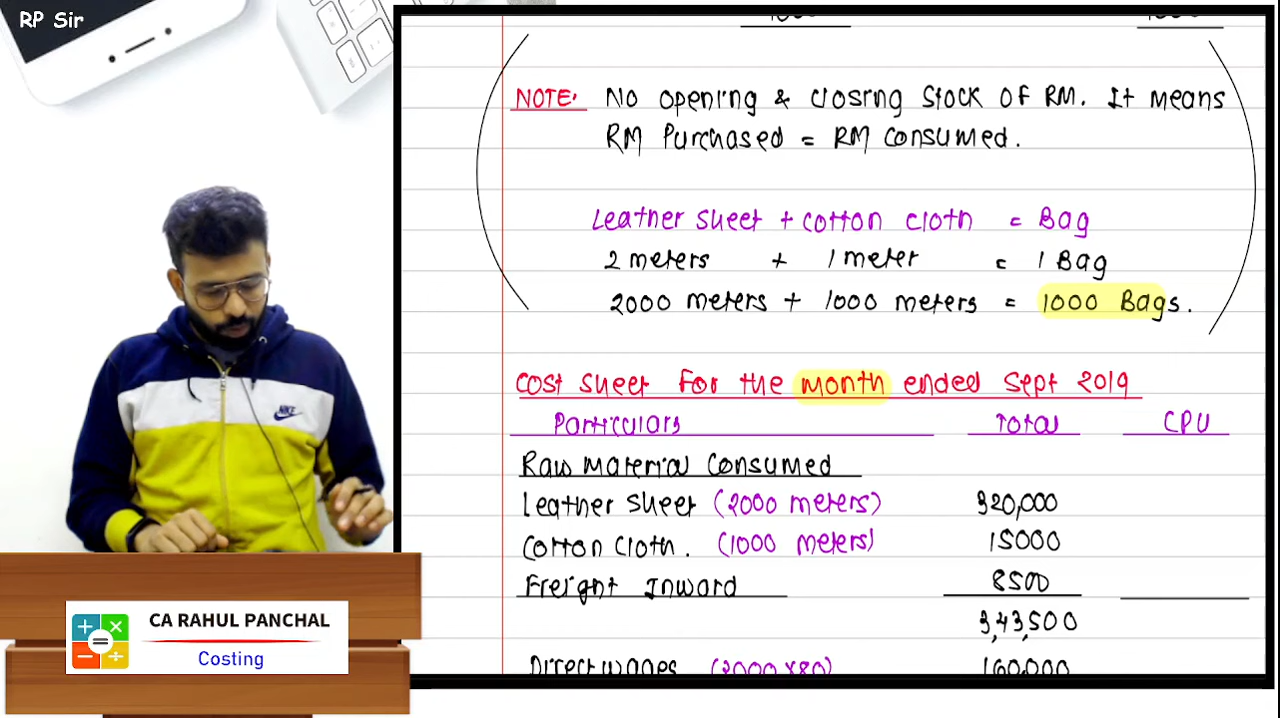 RP Sir
NOTE: No opening & closing Stock OF RM. It means
RM Purchased = RM Consumed.
Leather sheet + cotton cloth = Bag
2 meters + 1 meter = 1 Bag
2000 meters + 1000 meters = 1000 Bags.
Cost sheet For the month ended Sept 2019
Particulars Total CPU
Raw material Consumed
Leather sheet (2000 meters) 320,000
Cotton cloth. (1000 meters) 15000
Freight Inward 8500
3,43,500
Direct wages (2000 x 80) 160,000
NIKE
CA RAHUL PANCHAL
Costing